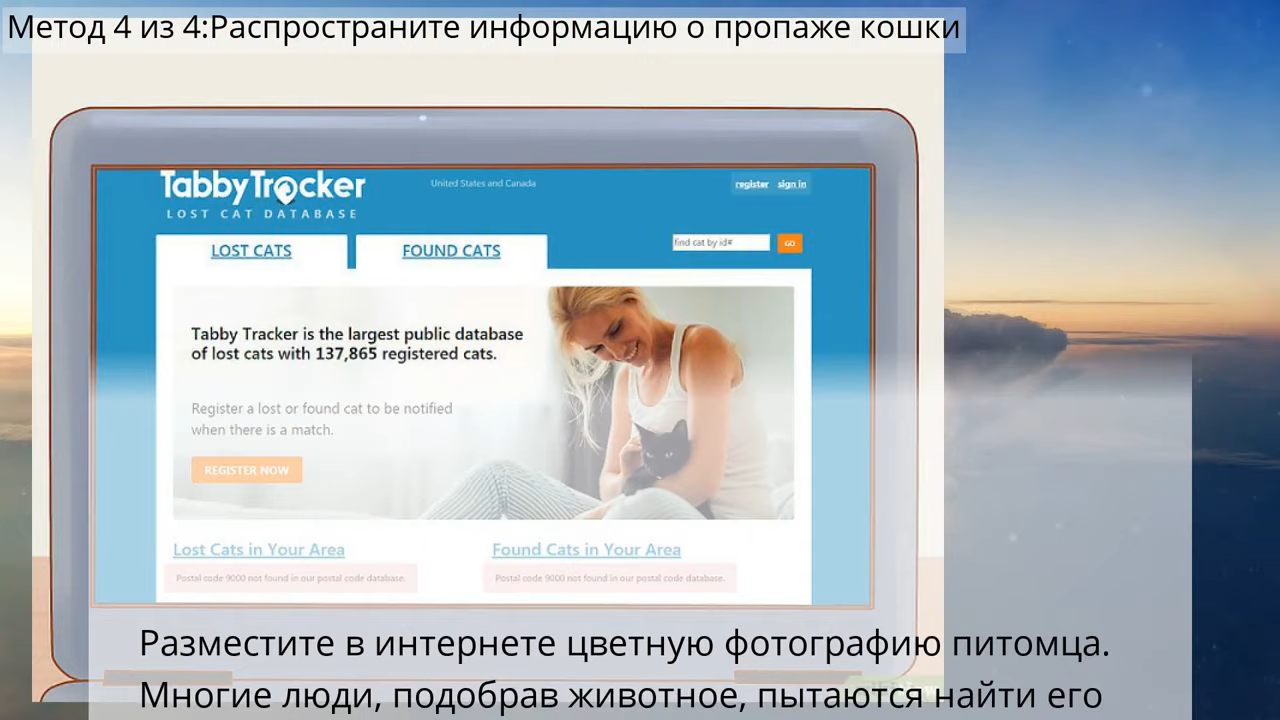 Метод 4 из 4:Распространите информацию о пропаже кошки
TabbyTracker
United States and Canada
register sign in
LOST CAT DATABASE
LOST CATS
FOUND CATS
find cat by id#
GO
Tabby Tracker is the largest public database
of lost cats with 137,865 registered cats.
Register a lost or found cat to be notified
when there is a match.
REGISTER NOW
Lost Cats in Your Area
Found Cats in Your Area
Postal code 9000 not found in our postal code database.
Postal code 9000 not found in our postal code database.
Разместите в интернете цветную фотографию питомца.
Многие люди, подобрав животное, пытаются найти его